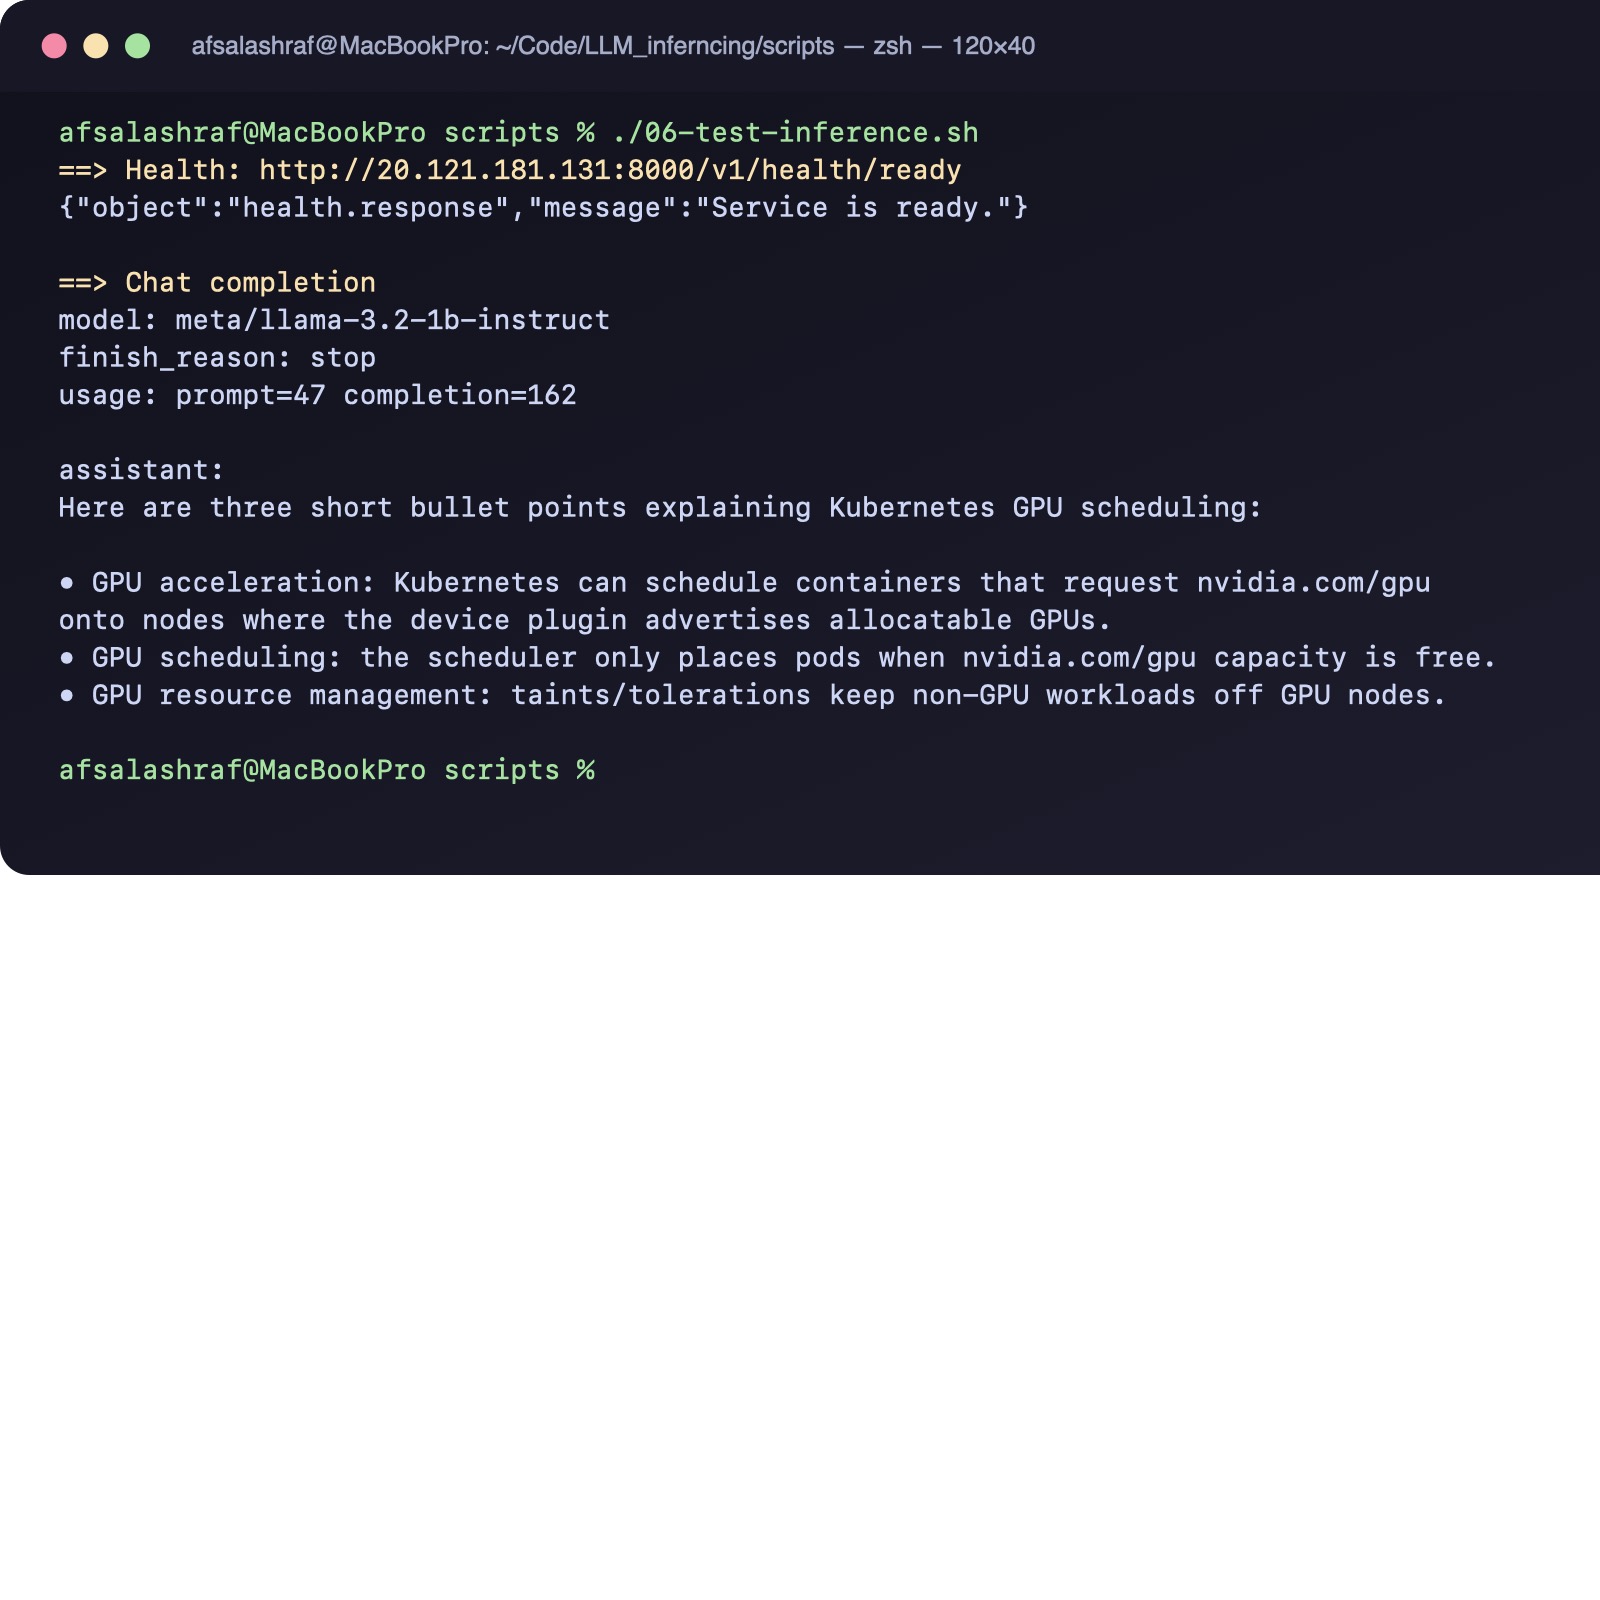 afsalashraf@MacBookPro: ~/Code/LLM_inferncing/scripts — zsh — 120×40
afsalashraf@MacBookPro scripts % ./06-test-inference.sh
==> Health: http://20.121.181.131:8000/v1/health/ready
{"object":"health.response","message":"Service is ready."}
==> Chat completion
model: meta/llama-3.2-1b-instruct
finish_reason: stop
usage: prompt=47 completion=162
assistant:
Here are three short bullet points explaining Kubernetes GPU scheduling:
• GPU acceleration: Kubernetes can schedule containers that request nvidia.com/gpu
onto nodes where the device plugin advertises allocatable GPUs.
• GPU scheduling: the scheduler only places pods when nvidia.com/gpu capacity is free.
• GPU resource management: taints/tolerations keep non-GPU workloads off GPU nodes.
afsalashraf@MacBookPro scripts %